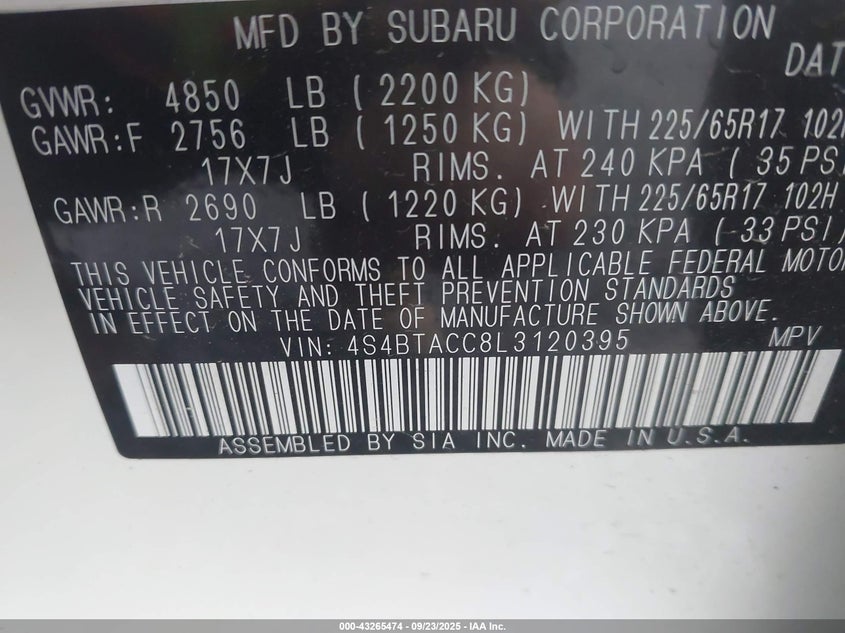 MFD BY SUBARU CORPORATION
DAT
GVWR: 4850 LB ( 2200 KG)
GAWR:F 2756 LB ( 1250 KG) WITH 225/65R17 102H
17X7J RIMS. AT 240 KPA ( 35 PSI
GAWR:R 2690 LB ( 1220 KG) WITH 225/65R17 102H
17X7J RIMS. AT 230 KPA ( 33 PSI)
THIS VEHICLE CONFORMS TO ALL APPLICABLE FEDERAL MOTOR
VEHICLE SAFETY AND THEFT PREVENTION STANDARDS
IN EFFECT ON THE DATE OF MANUFACTURE SHOWN ABOVE.
VIN: 4S4BTACC8L3120395 MPV
ASSEMBLED BY SIA INC. MADE IN U.S.A.
000-43265474 - 09/23/2025 - IAA Inc.